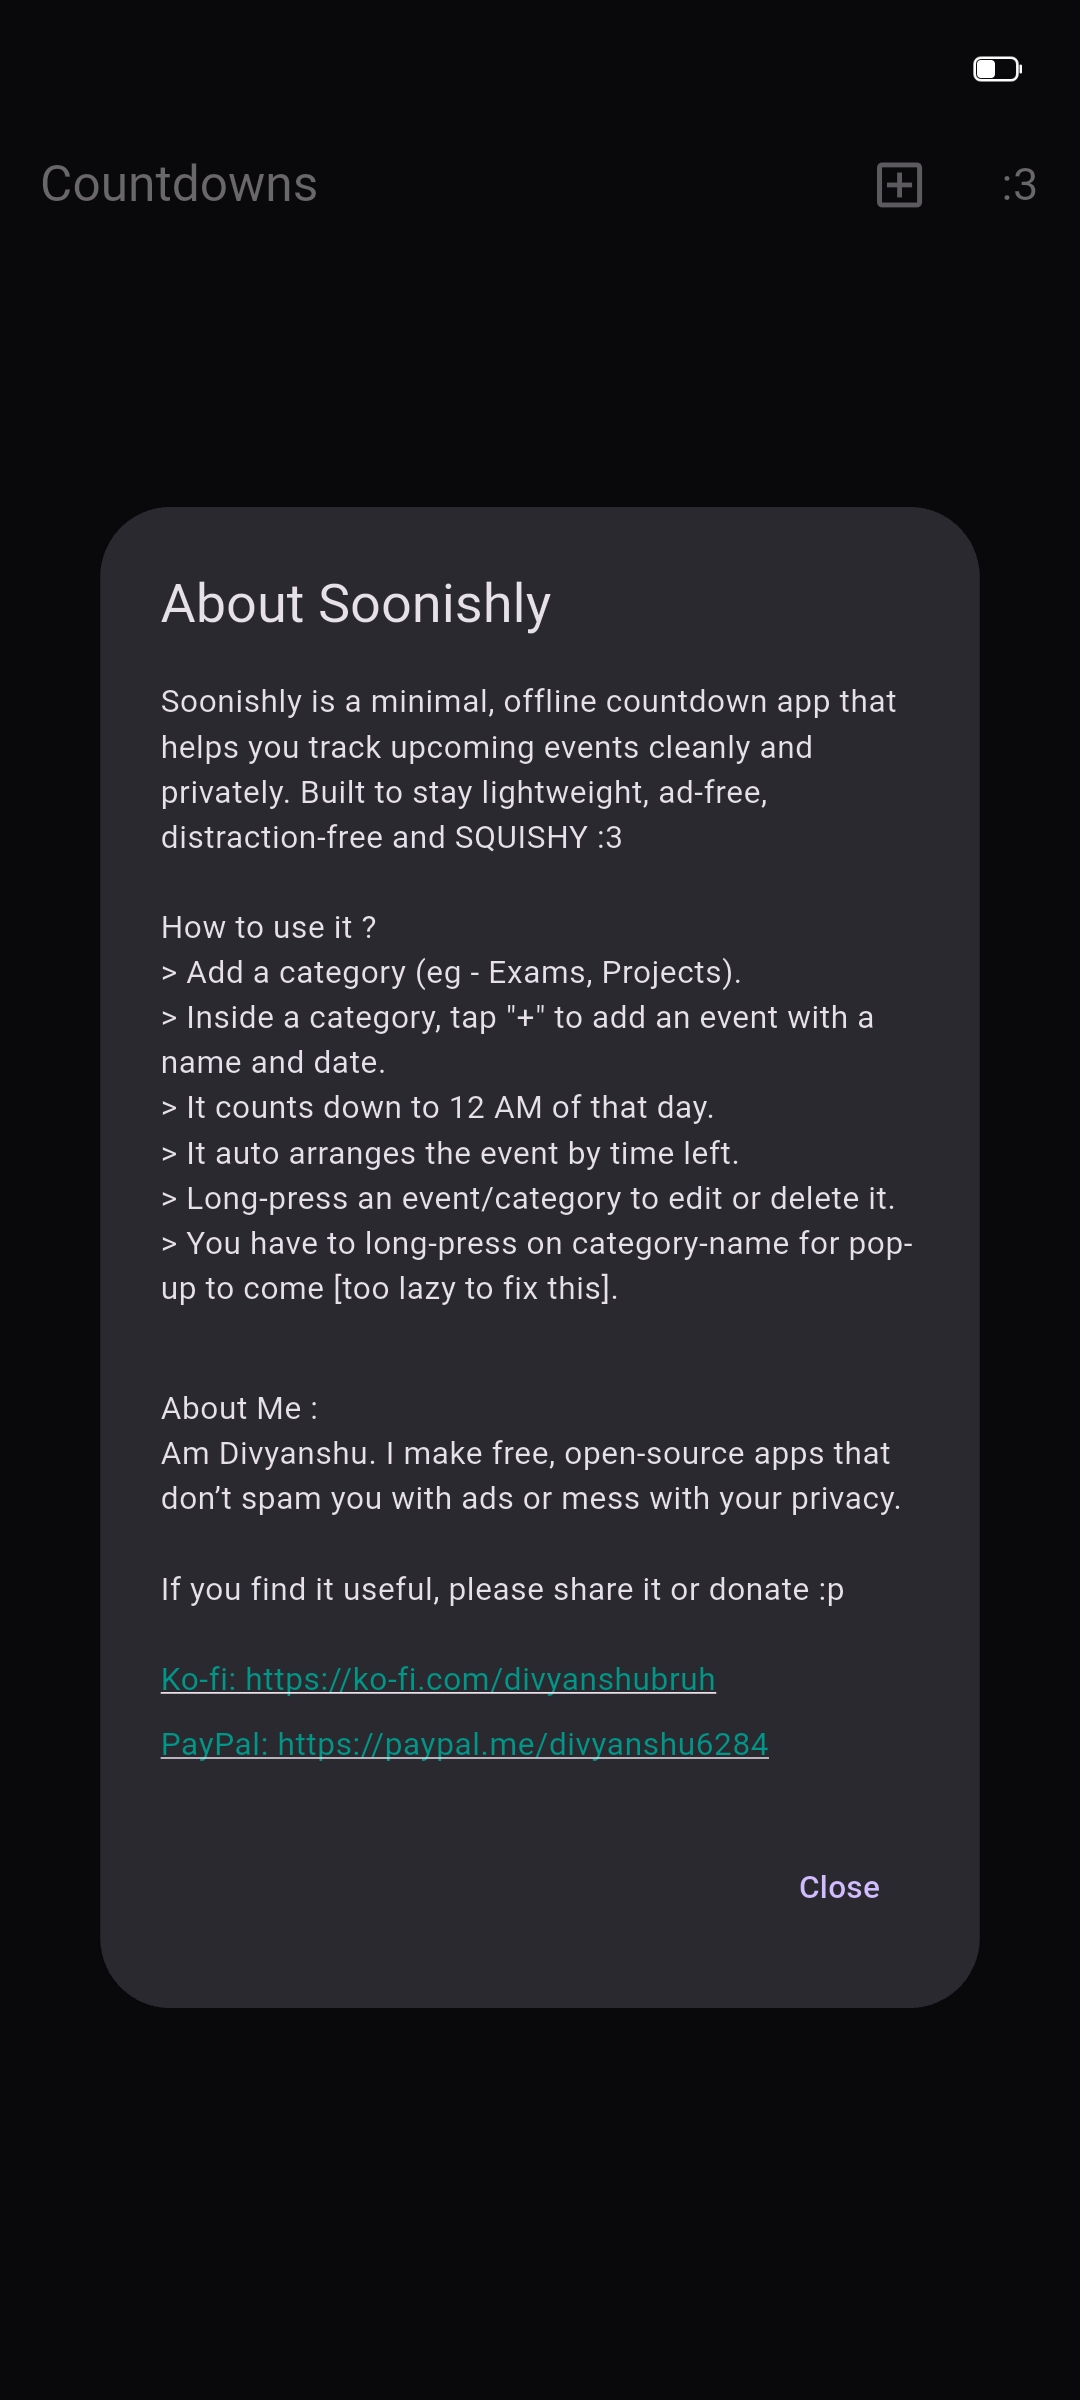 Countdowns
:3
About Soonishly
Soonishly is a minimal, offline countdown app that
helps you track upcoming events cleanly and
privately. Built to stay lightweight, ad-free,
distraction-free and SQUISHY :3
How to use it ?
> Add a category (eg - Exams, Projects).
> Inside a category, tap "+" to add an event with a
name and date.
> It counts down to 12 AM of that day.
> It auto arranges the event by time left.
> Long-press an event/category to edit or delete it.
> You have to long-press on category-name for pop-
up to come [too lazy to fix this].
About Me :
Am Divyanshu. I make free, open-source apps that
don’t spam you with ads or mess with your privacy.
If you find it useful, please share it or donate :p
Ko-fi: https://ko-fi.com/divyanshubruh
PayPal: https://paypal.me/divyanshu6284
Close